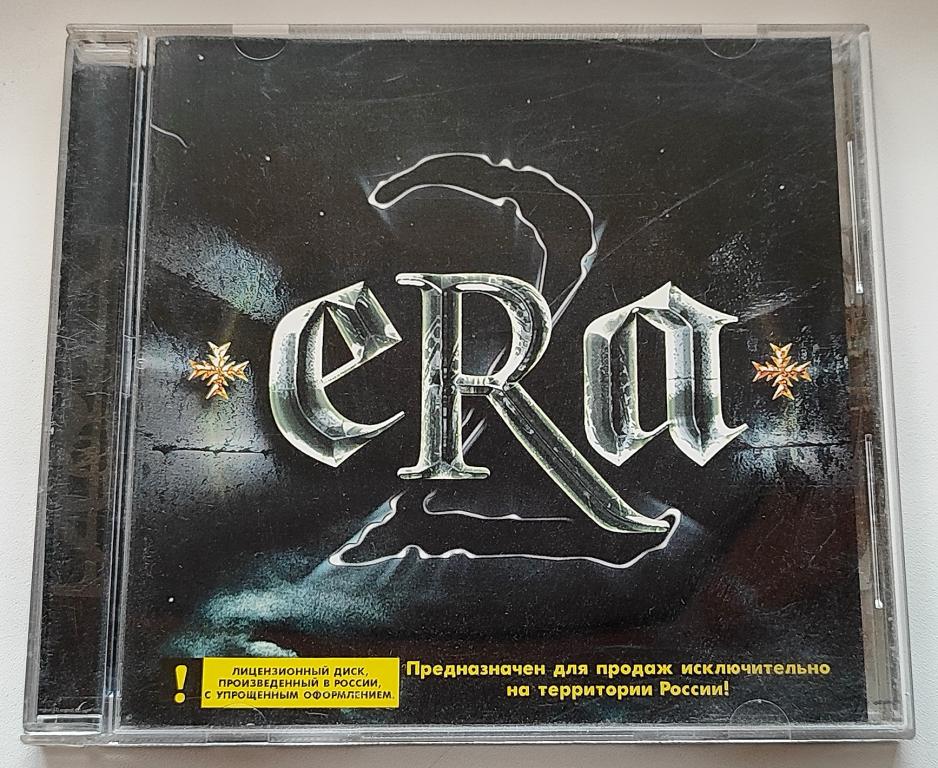 2
eRa
!
ЛИЦЕНЗИОННЫЙ ДИСК,
ПРОИЗВЕДЕННЫЙ В РОССИИ,
С УПРОЩЕННЫМ ОФОРМЛЕНИЕМ.
Предназначен для продаж исключительно
на территории России!